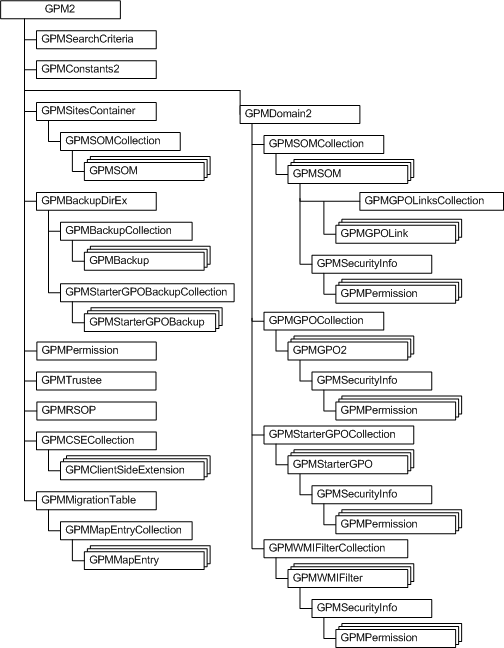 GPM2
GPMSearchCriteria
GPMConstants2
GPMSitesContainer
GPMSOMCollection
GPMSOM
GPMBackupDirEx
GPMBackupCollection
GPMBackup
GPMStarterGPOBackupCollection
GPMStarterGPOBackup
GPMPermission
GPMTrustee
GPMRSOP
GPMCSECollection
GPMClientSideExtension
GPMMigrationTable
GPMMapEntryCollection
GPMMapEntry
GPMDomain2
GPMSOMCollection
GPMSOM
GPMGPOLinksCollection
GPMGPOLink
GPMSecurityInfo
GPMPermission
GPMGPOCollection
GPMGPO2
GPMSecurityInfo
GPMPermission
GPMStarterGPOCollection
GPMStarterGPO
GPMSecurityInfo
GPMPermission
GPMWMIFilterCollection
GPMWMIFilter
GPMSecurityInfo
GPMPermission